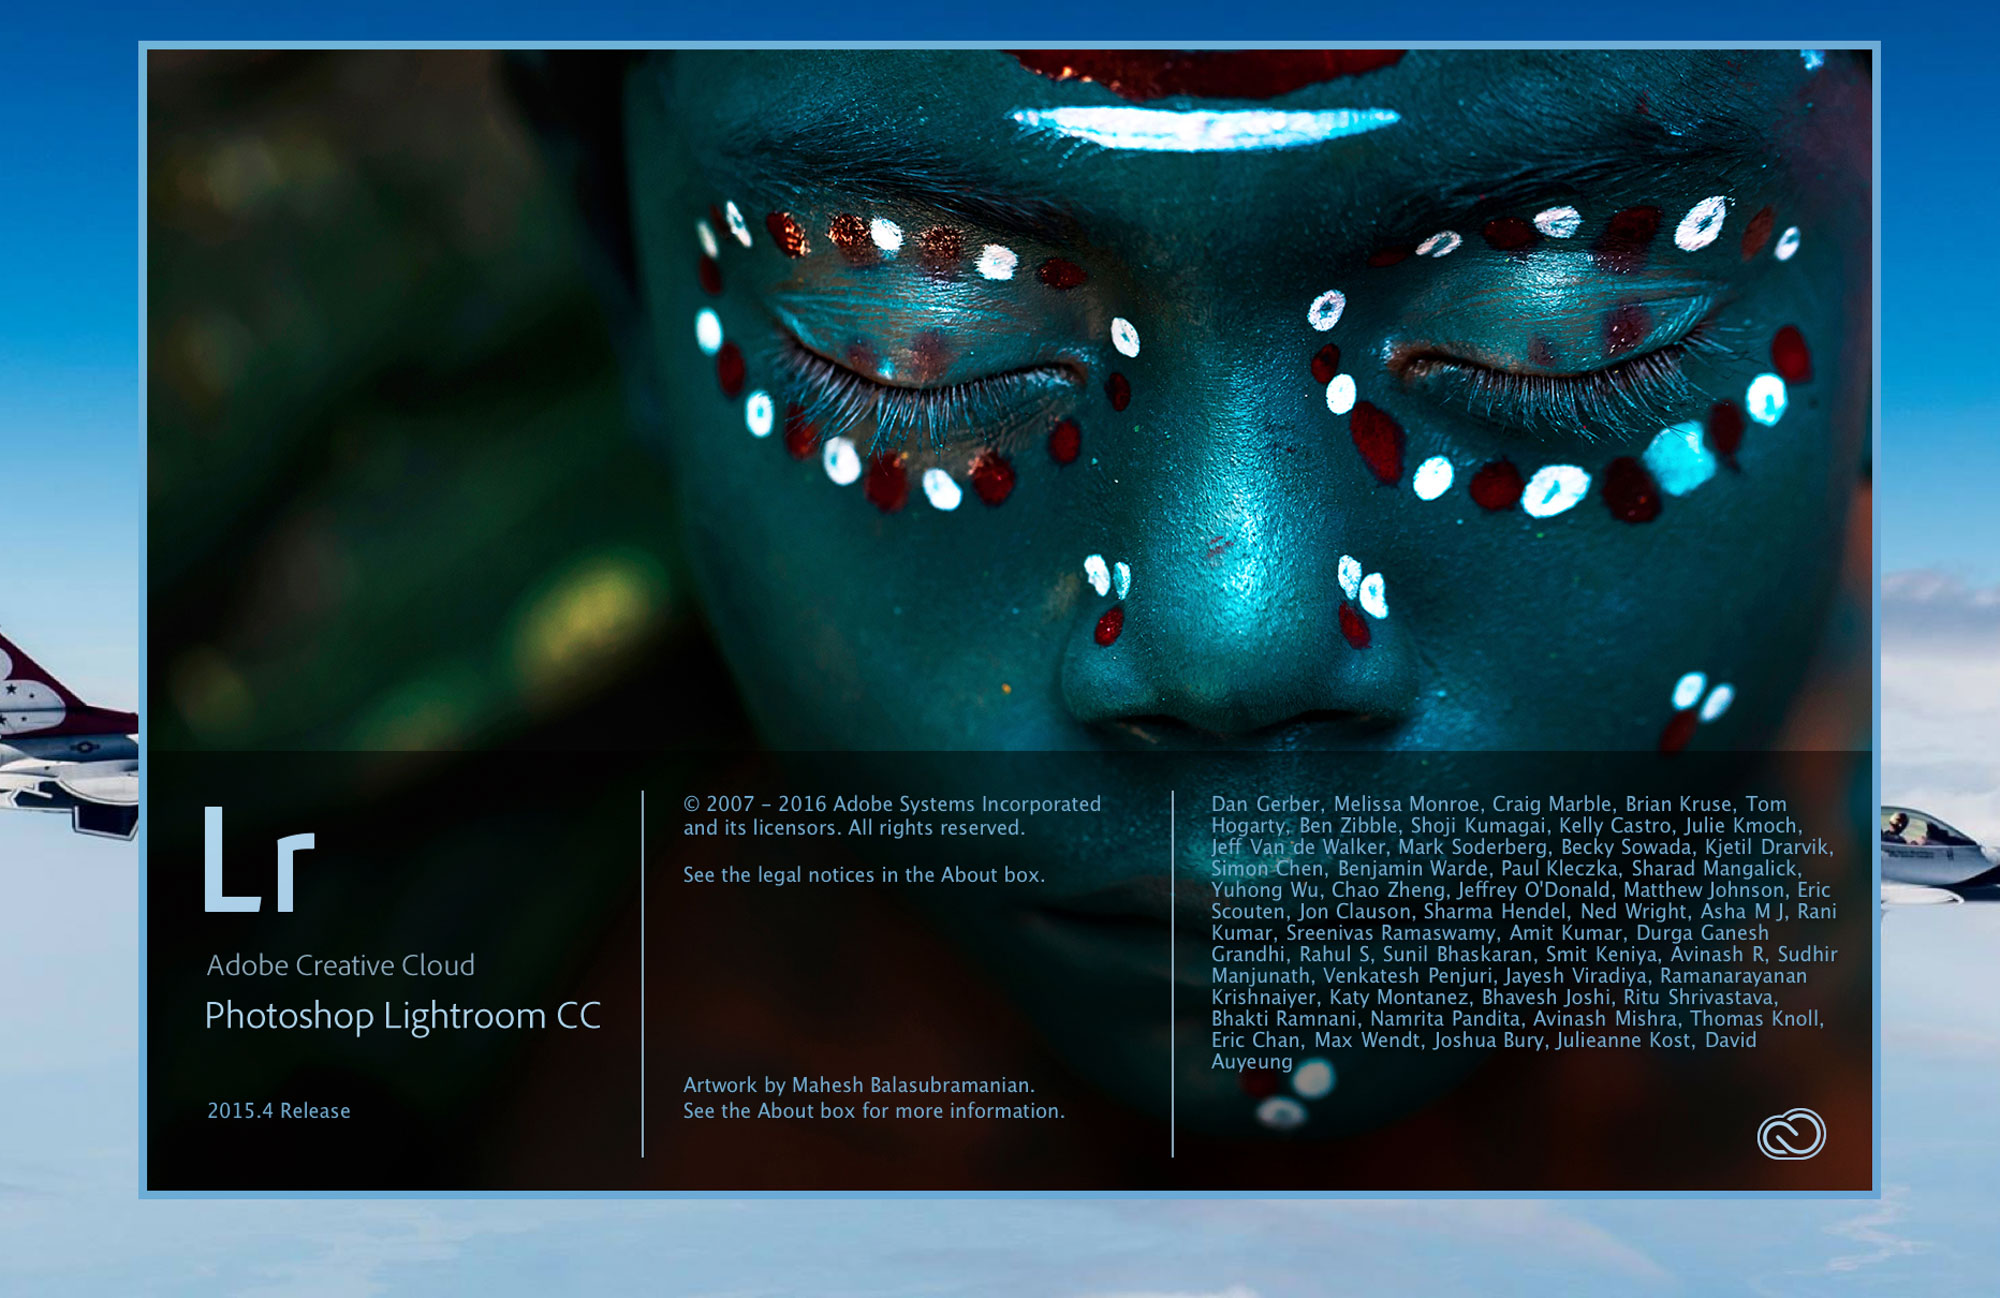 Lr
Adobe Creative Cloud
Photoshop Lightroom CC
2015.4 Release
© 2007 – 2016 Adobe Systems Incorporated
and its licensors. All rights reserved.
See the legal notices in the About box.
Artwork by Mahesh Balasubramanian.
See the About box for more information.
Dan Gerber, Melissa Monroe, Craig Marble, Brian Kruse, Tom
Hogarty, Ben Zibble, Shoji Kumagai, Kelly Castro, Julie Kmoch,
Jeff Van de Walker, Mark Soderberg, Becky Sowada, Kjetil Drarvik,
Simon Chen, Benjamin Warde, Paul Kleczka, Sharad Mangalick,
Yuhong Wu, Chao Zheng, Jeffrey O'Donald, Matthew Johnson, Eric
Scouten, Jon Clauson, Sharma Hendel, Ned Wright, Asha M J, Rani
Kumar, Sreenivas Ramaswamy, Amit Kumar, Durga Ganesh
Grandhi, Rahul S, Sunil Bhaskaran, Smit Keniya, Avinash R, Sudhir
Manjunath, Venkatesh Penjuri, Jayesh Viradiya, Ramanarayanan
Krishnaiyer, Katy Montanez, Bhavesh Joshi, Ritu Shrivastava,
Bhakti Ramnani, Namrita Pandita, Avinash Mishra, Thomas Knoll,
Eric Chan, Max Wendt, Joshua Bury, Julieanne Kost, David
Auyeung